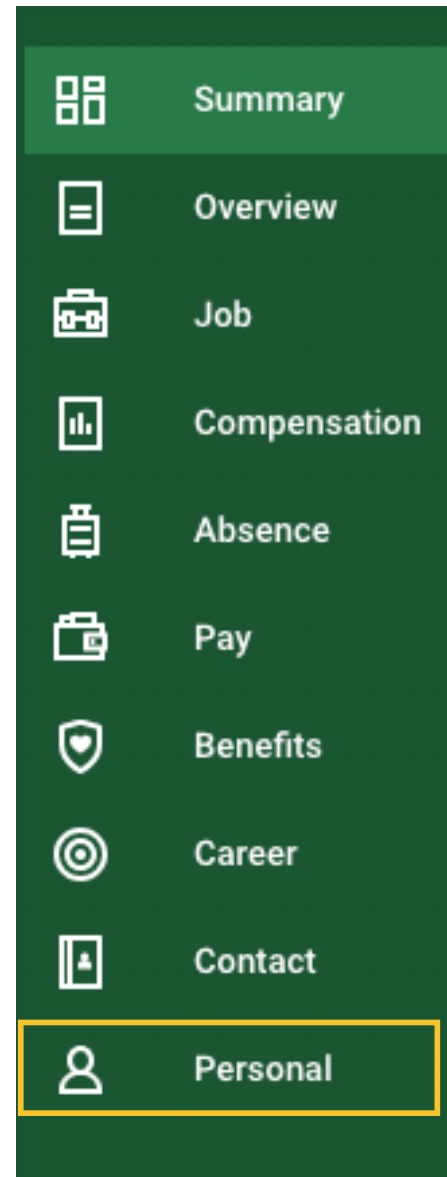 Summary
Overview
Job
Compensation
Absence
Pay
Benefits
Career
Contact
Personal